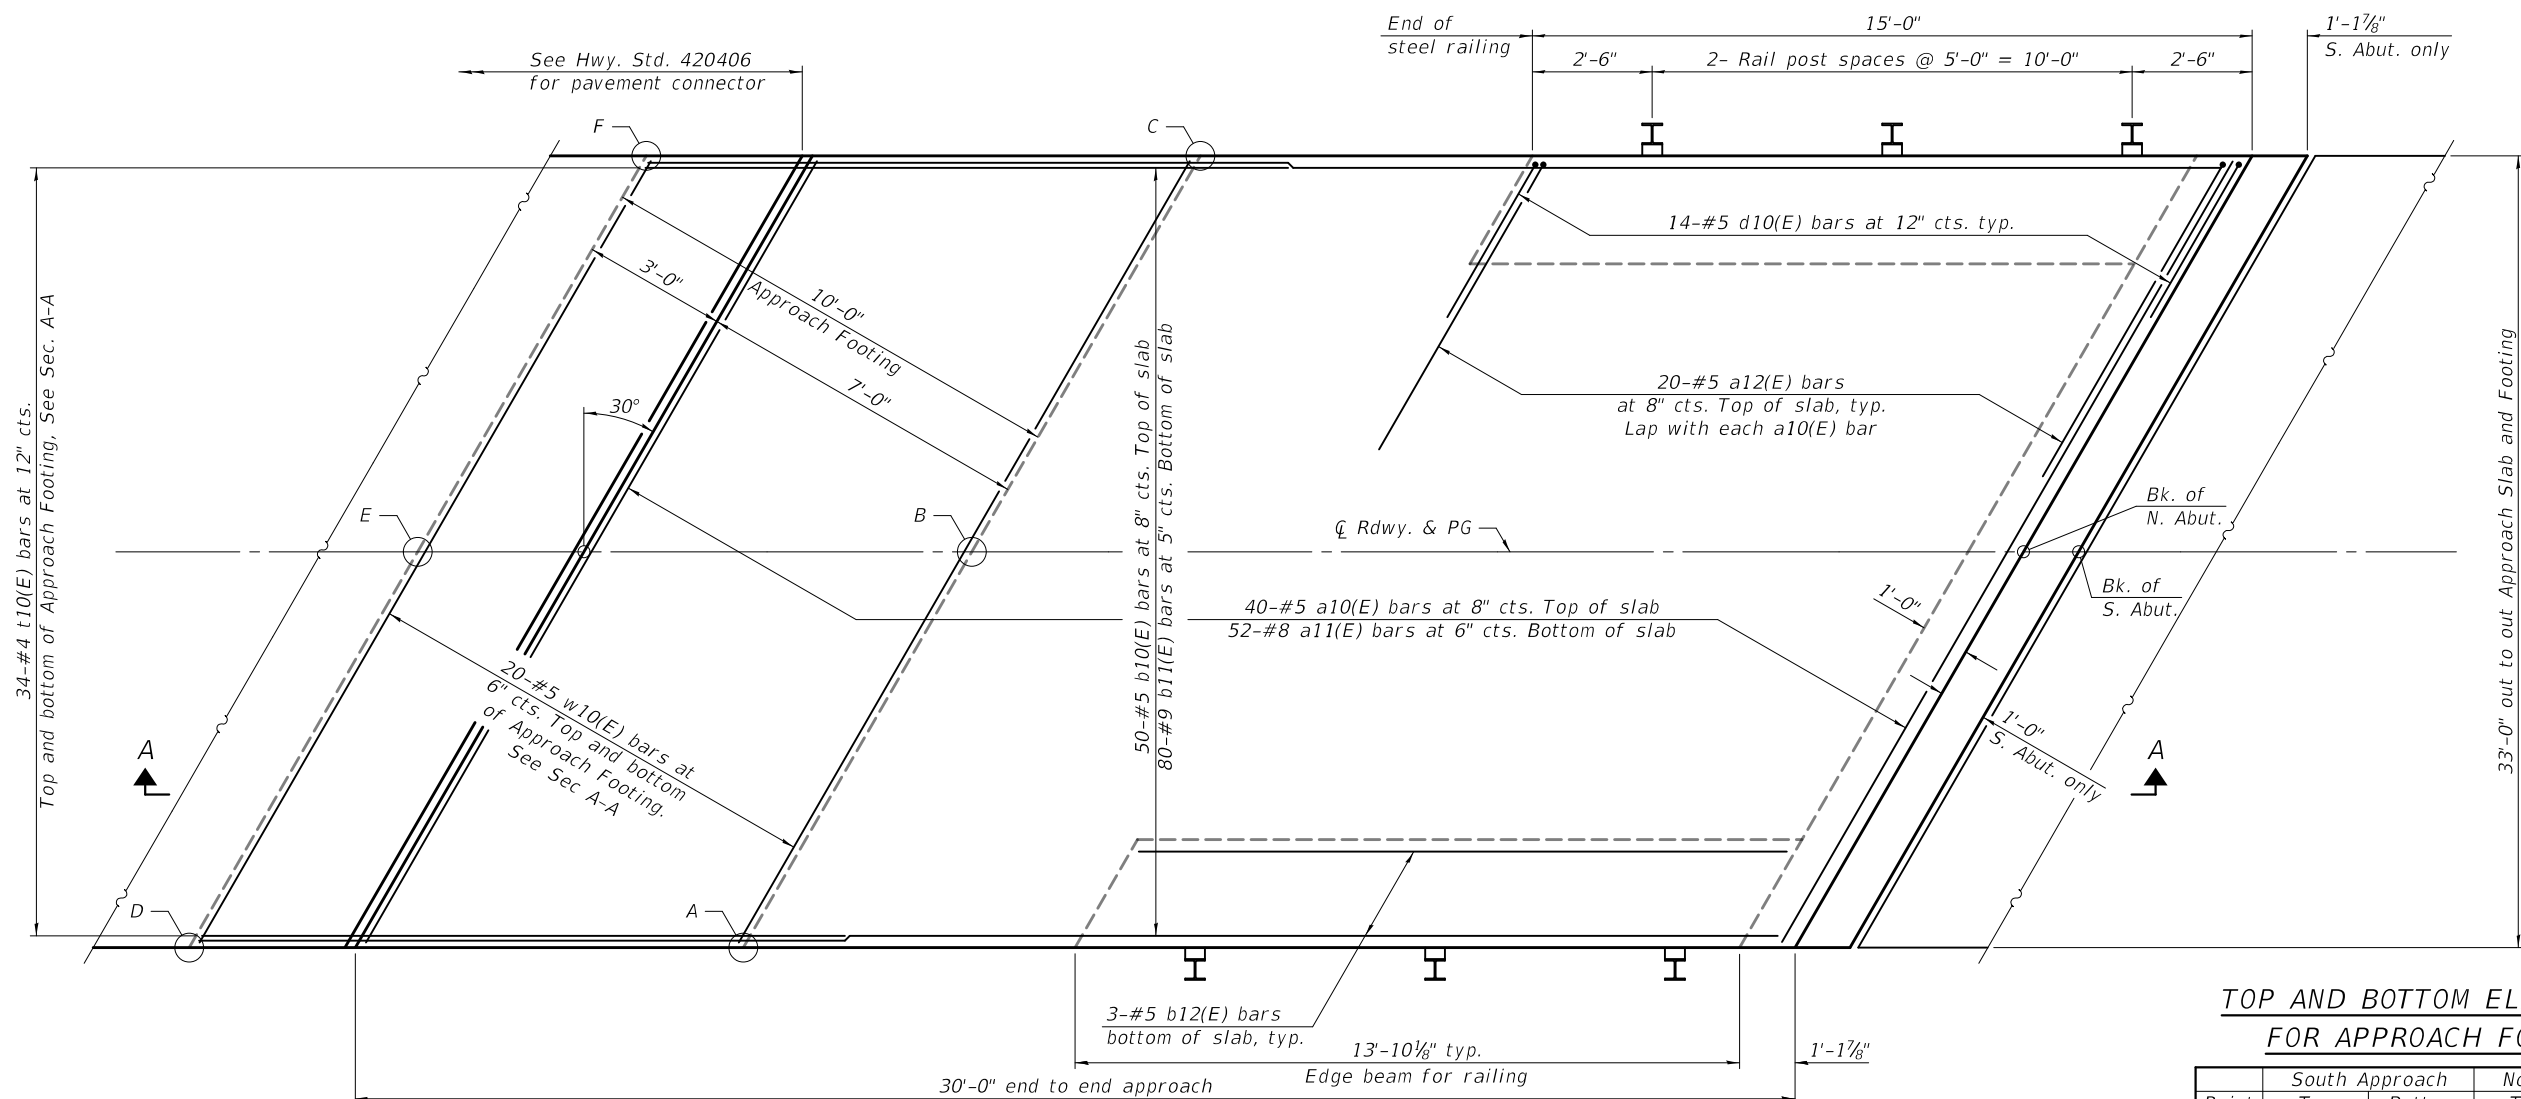 End of
steel railing
15'-0"
1'-1⅞"
S. Abut. only
See Hwy. Std. 420406
for pavement connector
2'-6"
2- Rail post spaces @ 5'-0" = 10'-0"
2'-6"
F
C
14-#5 d10(E) bars at 12" cts. typ.
3'-0"
10'-0"
Approach Footing
7'-0"
30°
34-#4 t10(E) bars at 12" cts.
Top and bottom of Approach Footing, See Sec. A-A
50-#5 b10(E) bars at 8" cts. Top of slab
80-#9 b11(E) bars at 5" cts. Bottom of slab
20-#5 a12(E) bars
at 8" cts. Top of slab, typ.
Lap with each a10(E) bar
33'-0" out to out Approach Slab and Footing
E
B
℄ Rdwy. & PG
Bk. of
N. Abut.
Bk. of
S. Abut.
1'-0"
40-#5 a10(E) bars at 8" cts. Top of slab
52-#8 a11(E) bars at 6" cts. Bottom of slab
20-#5 w10(E) bars at
6" cts. Top and bottom
of Approach Footing.
See Sec A-A
1'-0"
S. Abut. only
A
A
D
A
3-#5 b12(E) bars
bottom of slab, typ.
13'-10⅛" typ.
Edge beam for railing
1'-1⅞"
30'-0" end to end approach
TOP AND BOTTOM EL
FOR APPROACH FO
South Approach